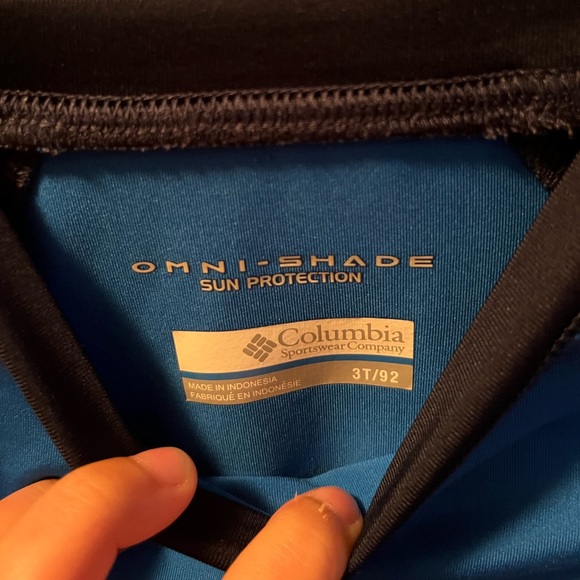 OMNI-SHADE
SUN PROTECTION
Columbia
Sportswear Company
MADE IN INDONESIA
FABRIQUÉ EN INDONÉSIE
3T/92